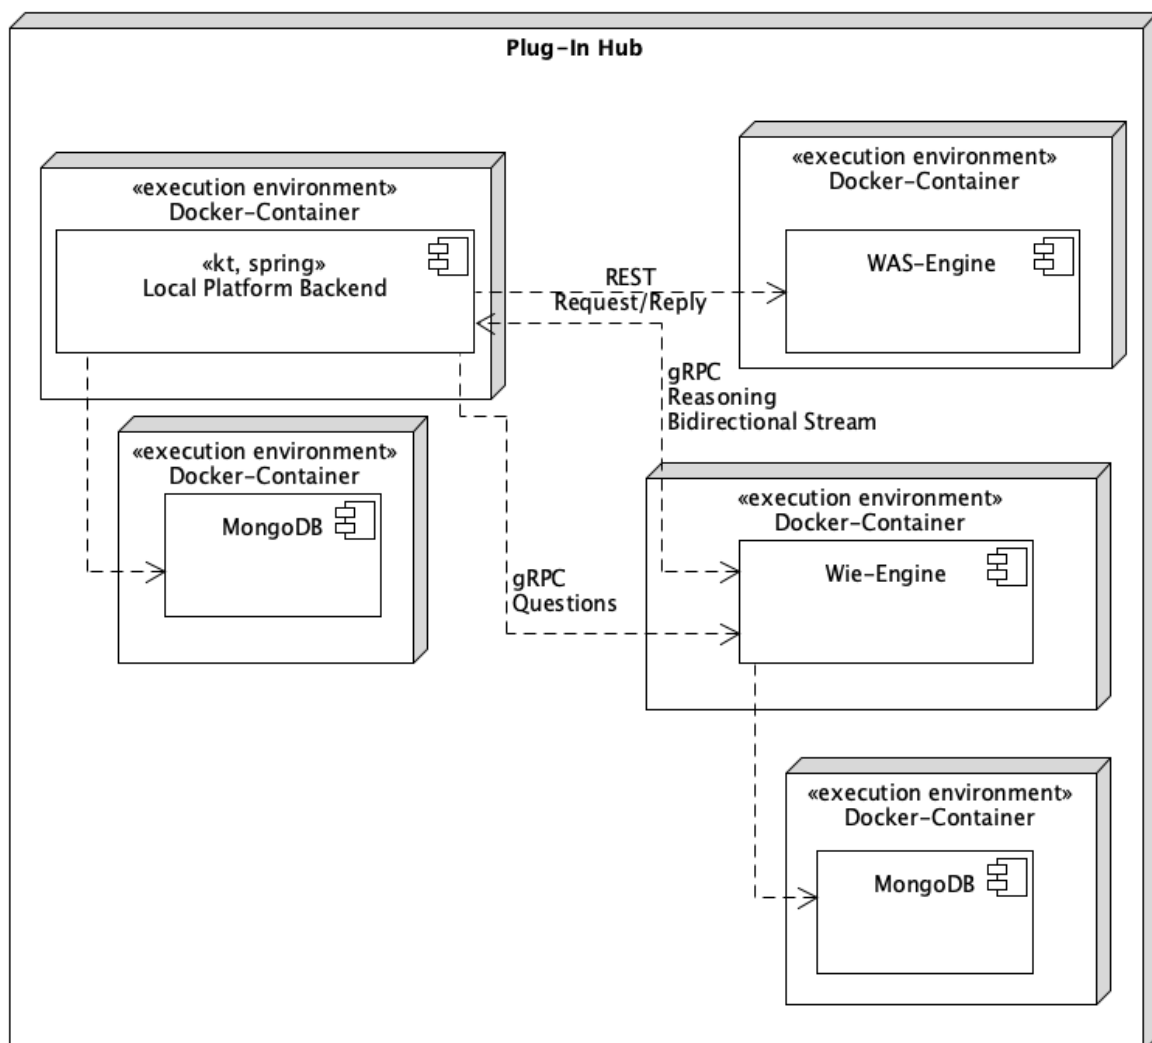 Plug-In Hub
«execution environment»
Docker-Container
«kt, spring»
Local Platform Backend
REST
Request/Reply
«execution environment»
Docker-Container
WAS-Engine
gRPC
Reasoning
Bidirectional Stream
«execution environment»
Docker-Container
MongoDB
gRPC
Questions
«execution environment»
Docker-Container
Wie-Engine
«execution environment»
Docker-Container
MongoDB